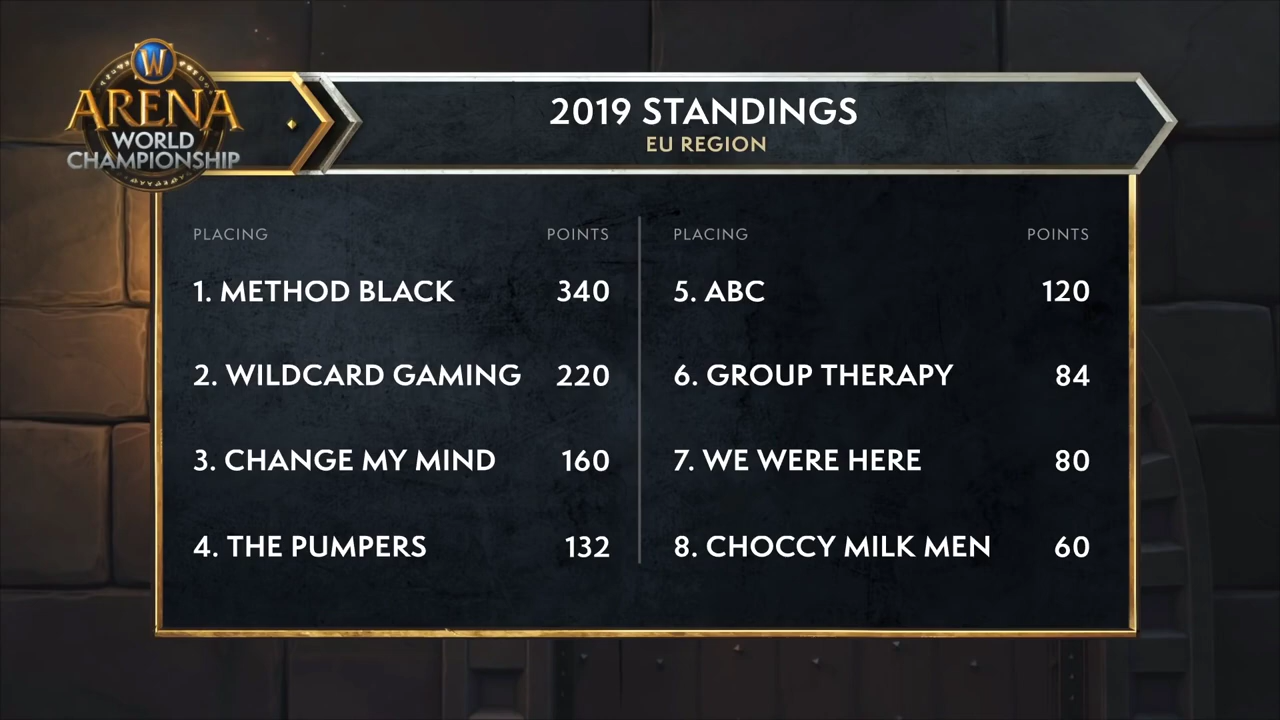 W
ARENA
WORLD
CHAMPIONSHIP
2019 STANDINGS
EU REGION
PLACING POINTS
1. METHOD BLACK 340
2. WILDCARD GAMING 220
3. CHANGE MY MIND 160
4. THE PUMPERS 132
PLACING POINTS
5. ABC 120
6. GROUP THERAPY 84
7. WE WERE HERE 80
8. CHOCCY MILK MEN 60